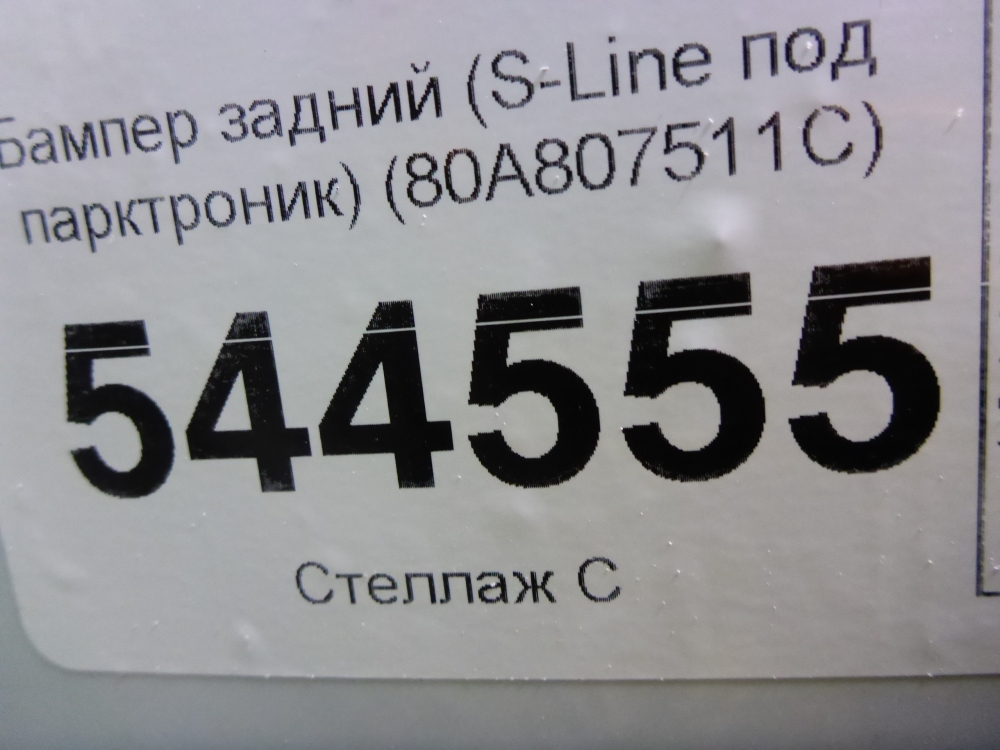 Бампер задний (S-Line под
парктроник) (80A807511C)
544555
Стеллаж С